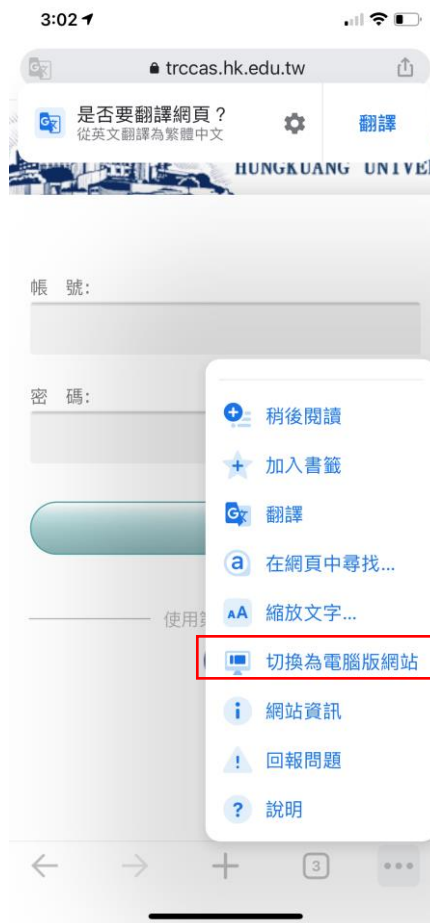 3:02
trccas.hk.edu.tw
是否要翻譯網頁？
從英文翻譯為繁體中文
翻譯
HUNGKUANG UNIVE
帳 號:
密 碼:
使用
稍後閱讀
加入書籤
翻譯
在網頁中尋找...
縮放文字...
切換為電腦版網站
網站資訊
回報問題
說明
3